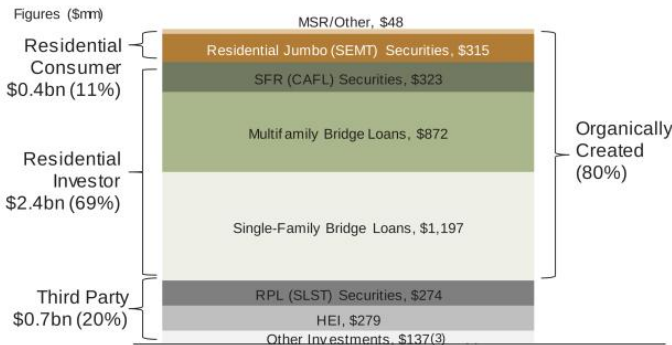 Figures ($mm)
MSR/Other, $48
Residential
Consumer
$0.4bn (11%)
Residential Jumbo (SEMT) Securities, $315
SFR (CAFL) Securities, $323
Multifamily Bridge Loans, $872
Organically
Created
(80%)
Residential
Investor
$2.4bn (69%)
Single-Family Bridge Loans, $1,197
Third Party
$0.7bn (20%)
RPL (SLST) Securities, $274
HEI, $279
Other Investments, $137(3)